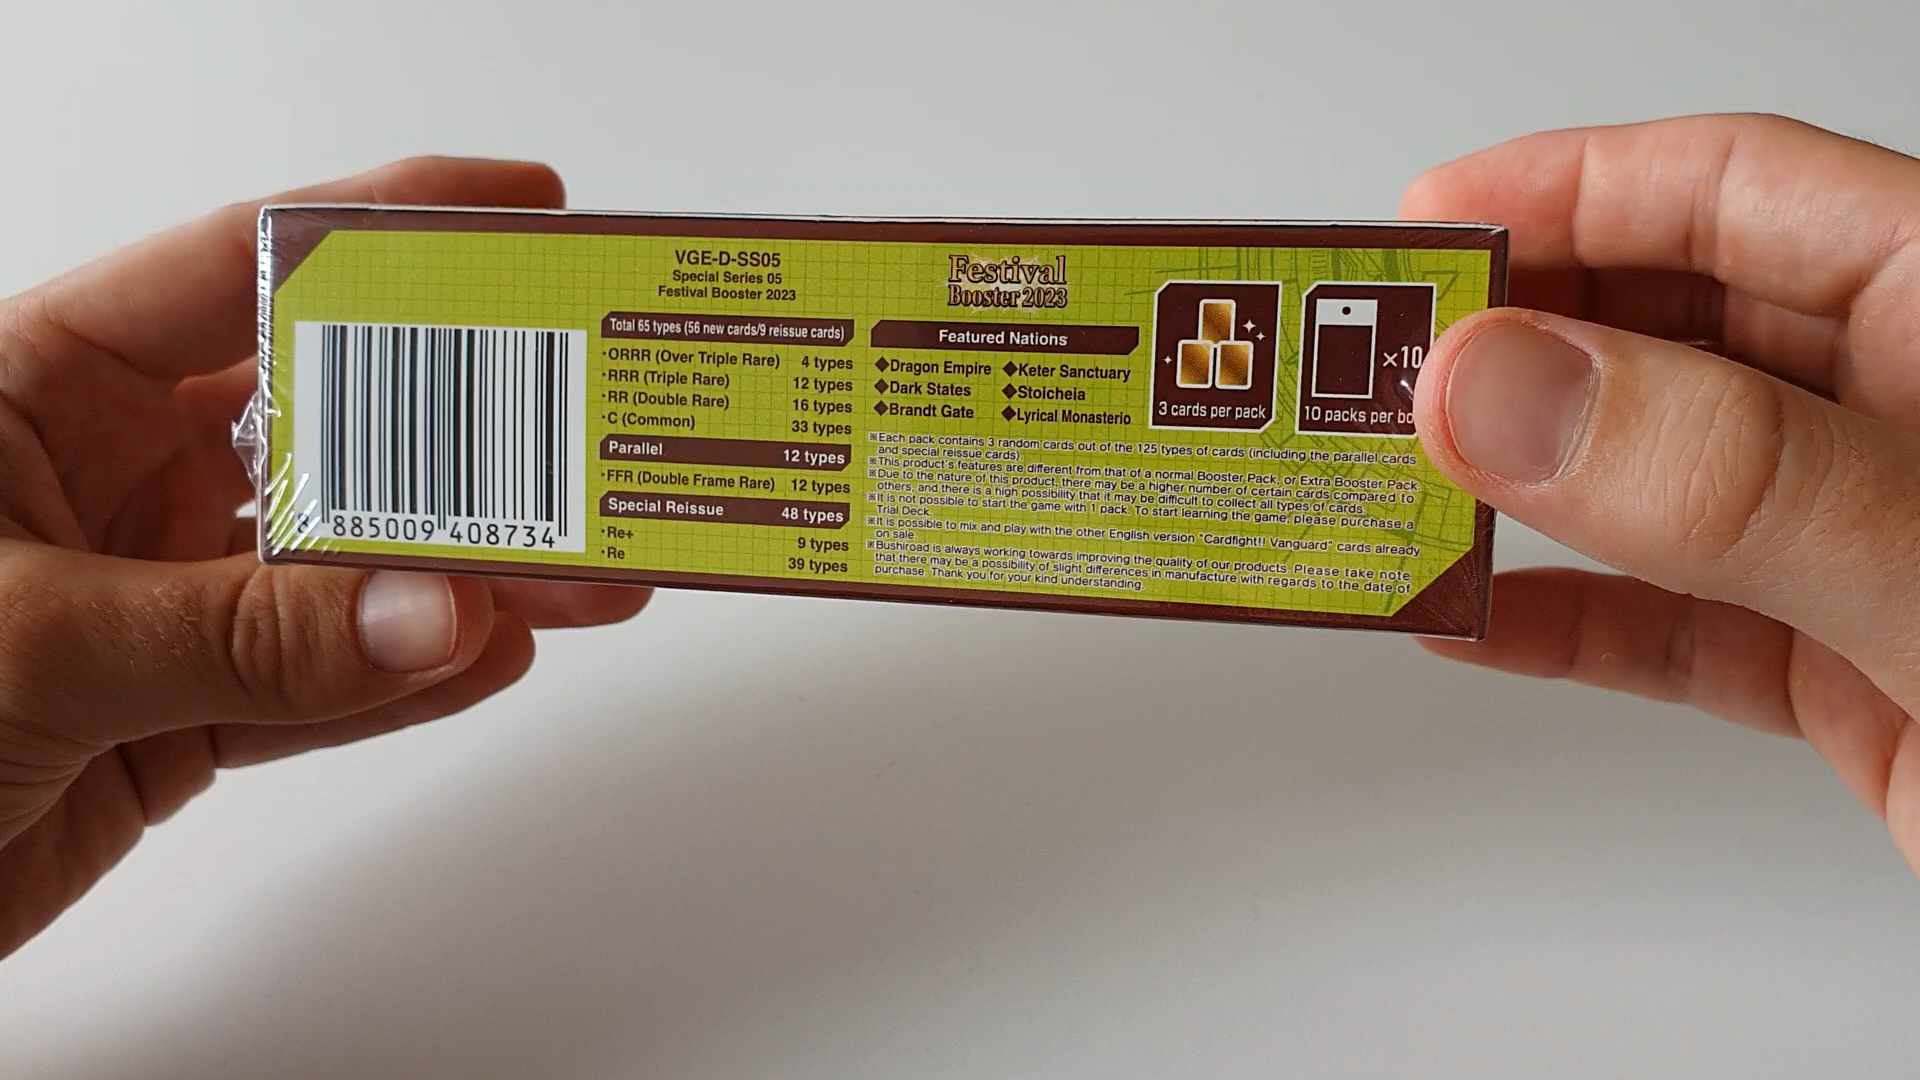 VGE-D-SS05
Special Series 05
Festival Booster 2023
Total 65 types (56 new cards/9 reissue cards)
・ORRR (Over Triple Rare) 4 types
・RRR (Triple Rare) 12 types
・RR (Double Rare) 16 types
・C (Common) 33 types
Parallel 12 types
・FFR (Double Frame Rare) 12 types
Special Reissue 48 types
・Re+ 9 types
・Re 39 types
8 885009 408734
Festival
Booster 2023
Featured Nations
◆Dragon Empire ◆Keter Sanctuary
◆Dark States ◆Stoicheia
◆Brandt Gate ◆Lyrical Monasterio
3 cards per pack
×10
10 packs per bo
※Each pack contains 3 random cards out of the 125 types of cards (including the parallel cards
and special reissue cards)
※This product's features are different from that of a normal Booster Pack, or Extra Booster Pack.
※Due to the nature of this product, there may be a higher number of certain cards compared to
others, and there is a high possibility that it may be difficult to collect all types of cards.
※It is not possible to start the game with 1 pack. To start learning the game, please purchase a
Trial Deck.
※It is possible to mix and play with the other English version "Cardfight!! Vanguard" cards already
on sale
※Bushiroad is always working towards improving the quality of our products. Please take note
that there may be a possibility of slight differences in manufacture with regards to the date of
purchase. Thank you for your kind understanding.